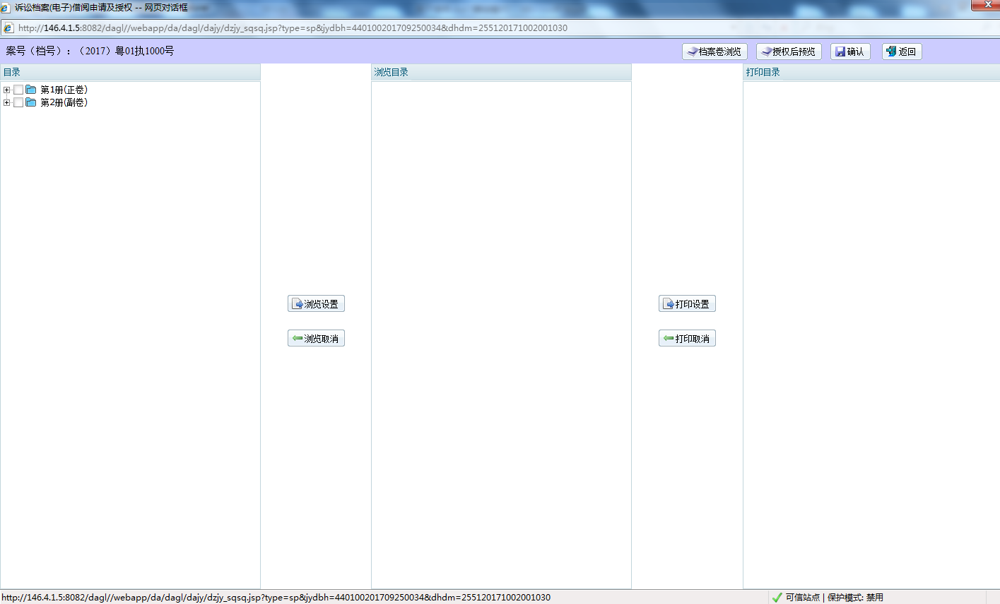 诉讼档案(电子)借阅申请及授权 -- 网页对话框
http://146.4.1.5:8082/dagl//webapp/da/dagl/dajy/dzjy_sqsq.jsp?type=sp&jydbh=440100201709250034&dhdm=255120171002001030
案号（档号）：（2017）粤01执1000号
档案卷浏览
授权后预览
确认
返回
目录
浏览目录
打印目录
第1册(正卷)
第2册(副卷)
浏览设置
打印设置
浏览取消
打印取消
http://146.4.1.5:8082/dagl//webapp/da/dagl/dajy/dzjy_sqsq.jsp?type=sp&jydbh=440100201709250034&dhdm=255120171002001030
可信站点 | 保护模式: 禁用